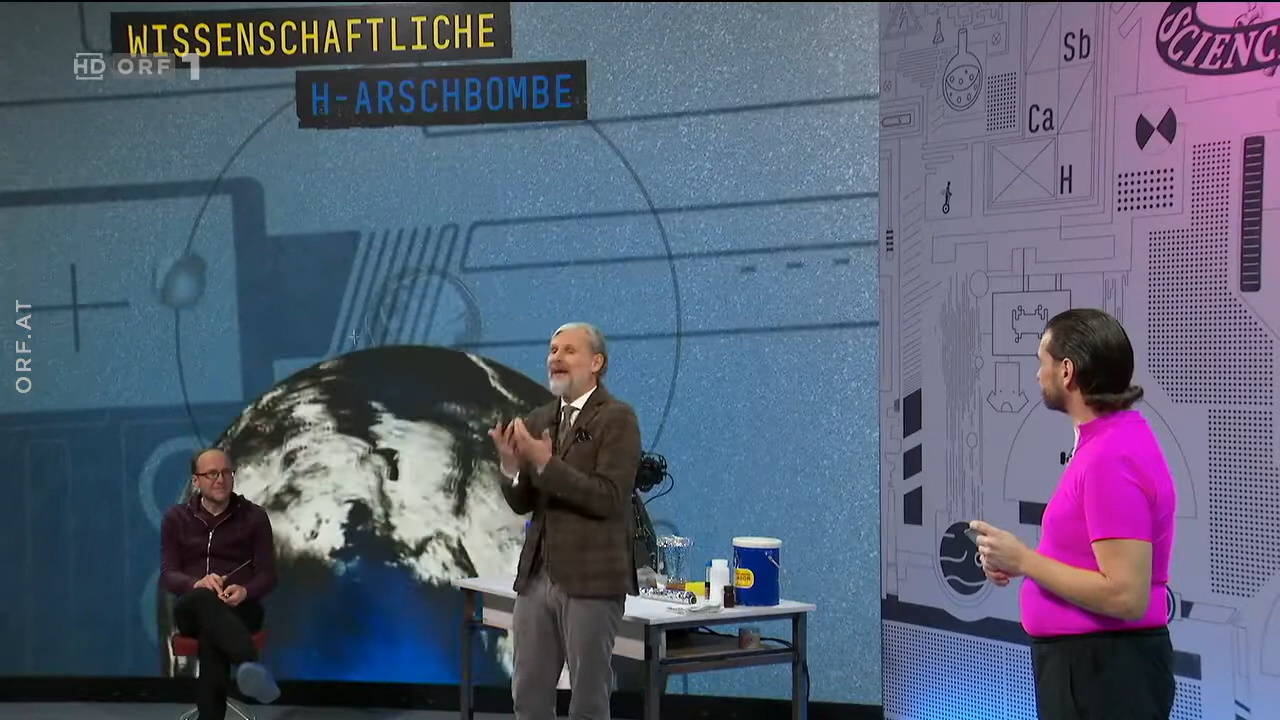 WISSENSCHAFTLICHE
HD ORF 1
H-ARSCHBOMBE
SCIENC
Sb
Ca
H
ORF.AT